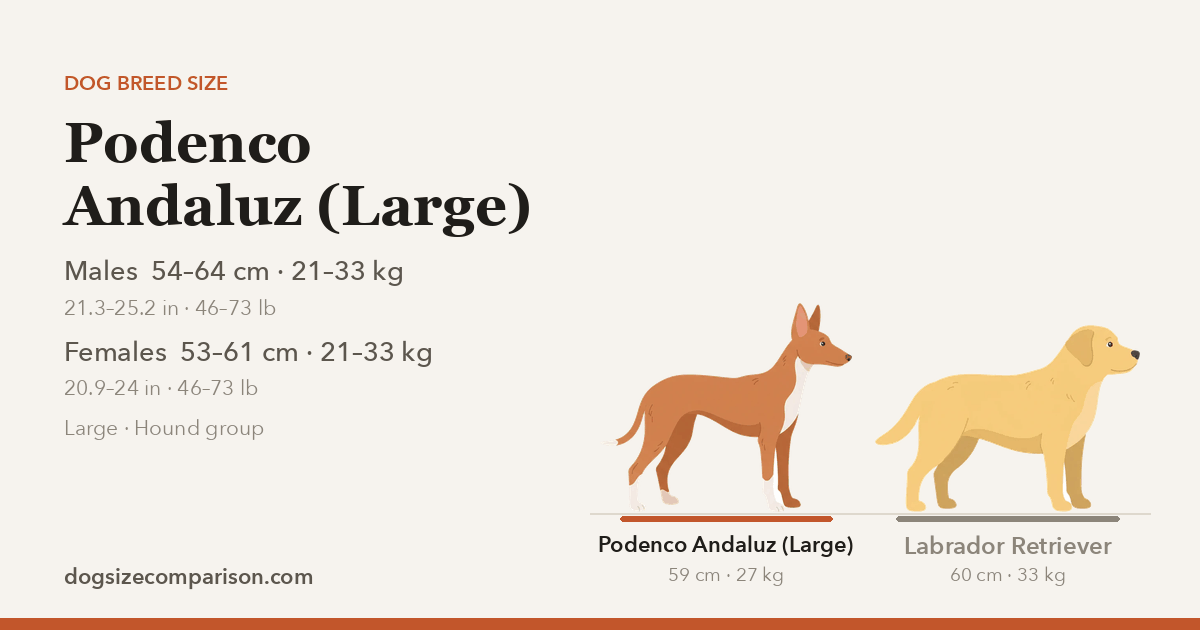 DOG BREED SIZE
Podenco
Andaluz (Large)
Males 54–64 cm · 21–33 kg
21.3–25.2 in · 46–73 lb
Females 53–61 cm · 21–33 kg
20.9–24 in · 46–73 lb
Large · Hound group
Podenco Andaluz (Large)
59 cm · 27 kg
Labrador Retriever
60 cm · 33 kg
dogsizecomparison.com